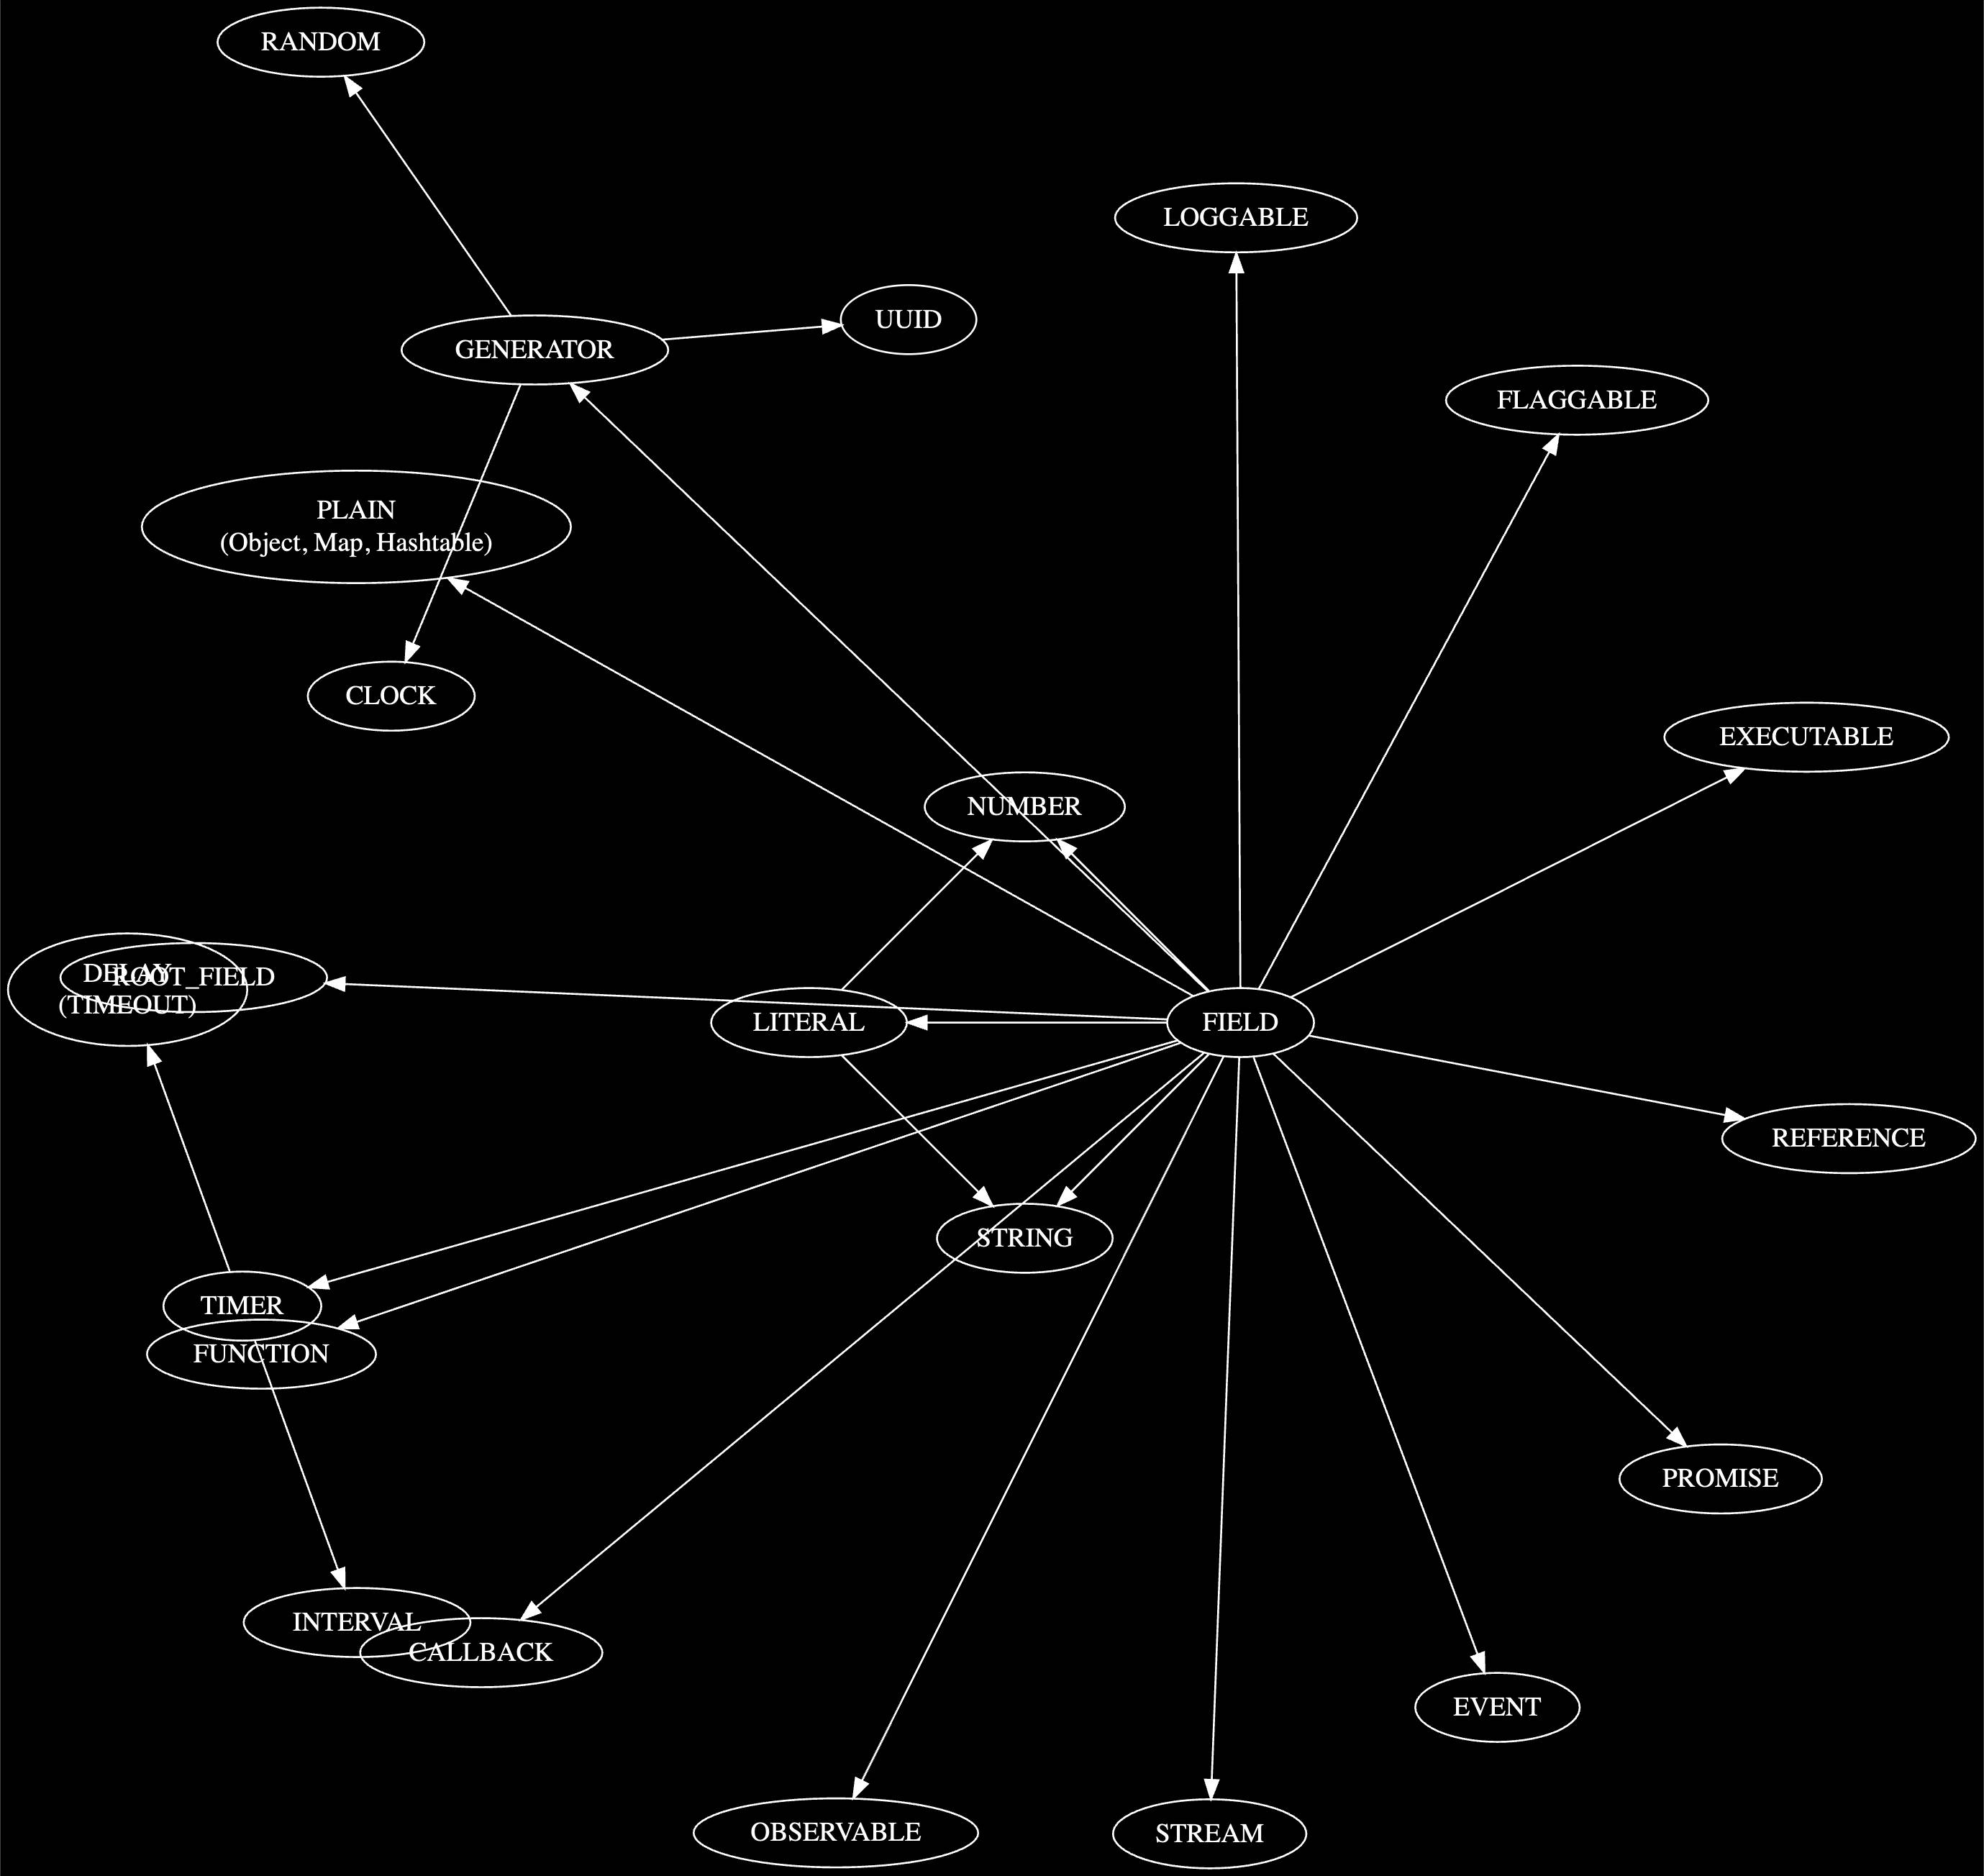 RANDOM
LOGGABLE
UUID
GENERATOR
FLAGGABLE
PLAIN
(Object, Map, Hashtable)
CLOCK
EXECUTABLE
NUMBER
DELAY
(TIMEOUT)
ROOT_FIELD
LITERAL
FIELD
REFERENCE
STRING
TIMER
FUNCTION
PROMISE
INTERVAL
CALLBACK
EVENT
OBSERVABLE
STREAM